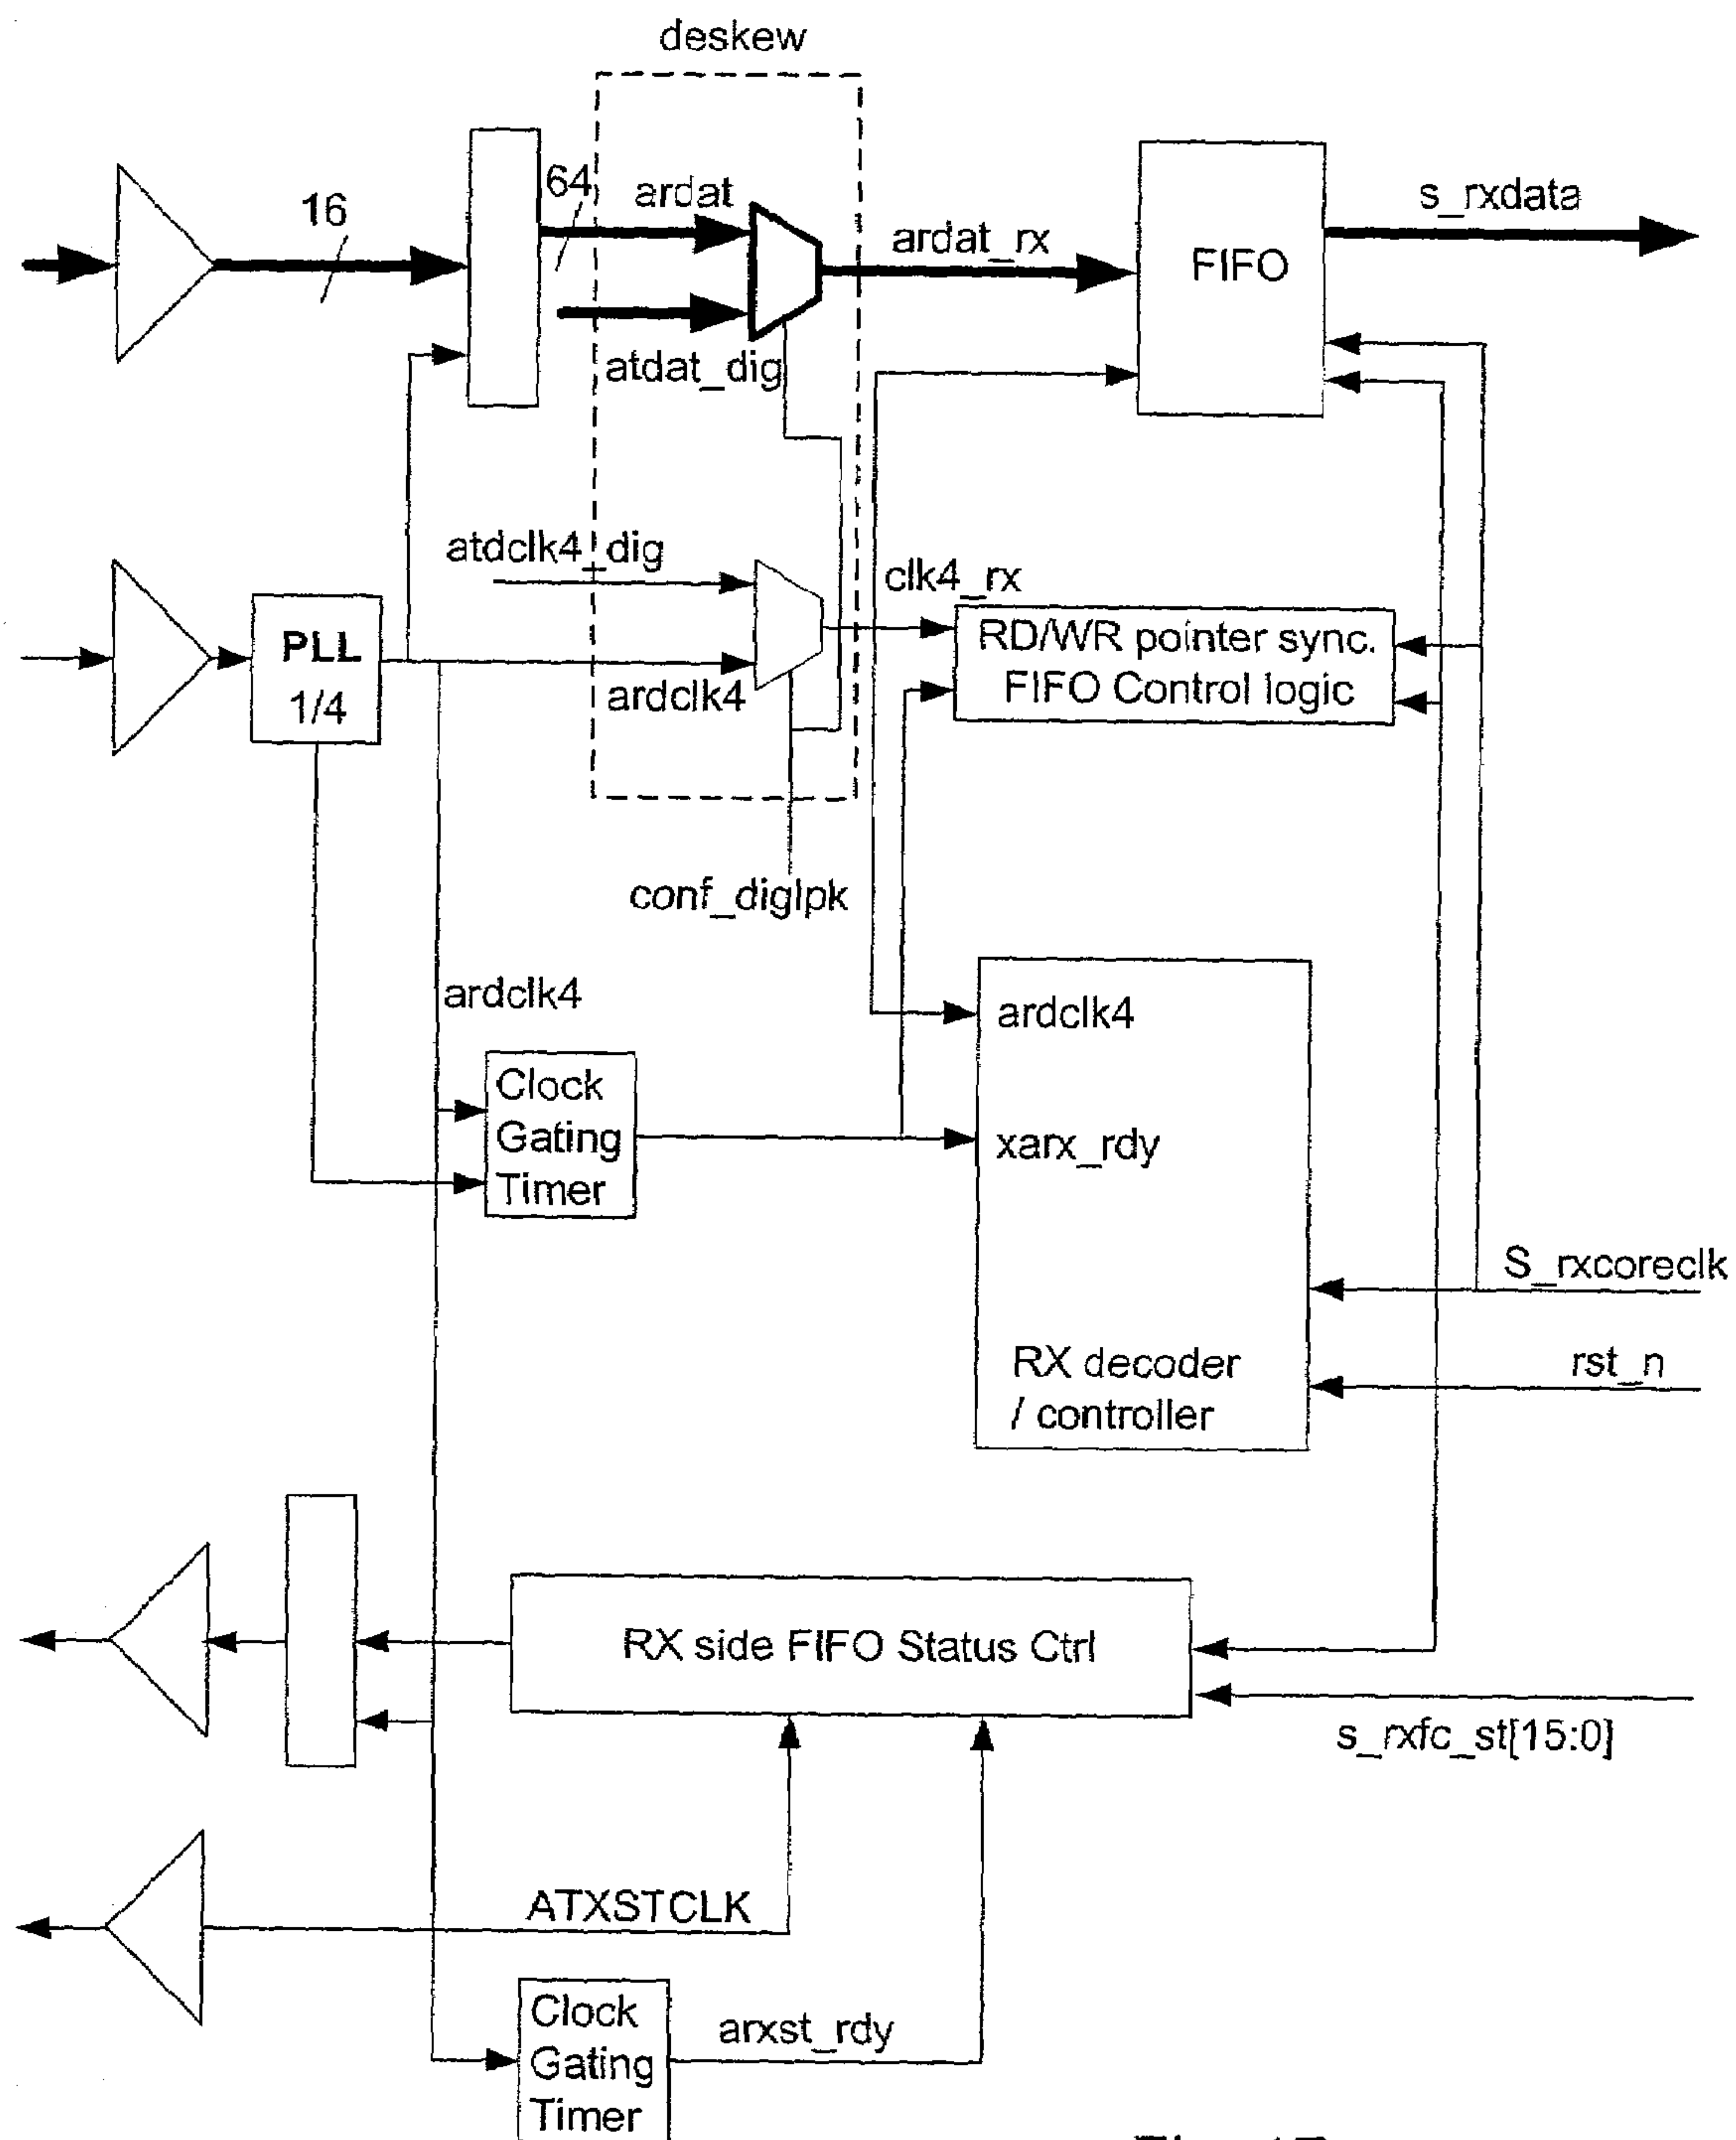 deskew
16
64
ardat
ardat_rx
s_rxdata
FIFO
atdat_dig
atdclk4_dig
clk4_rx
PLL
1/4
ardclk4
RD/WR pointer sync.
FIFO Control logic
conf_diglpk
ardclk4
ardclk4
Clock
Gating
Timer
xarx_rdy
S_rxcoreclk
rst_n
RX decoder
/ controller
RX side FIFO Status Ctrl
s_rxfc_st[15:0]
ATXSTCLK
Clock
Gating
Timer
arxst_rdy